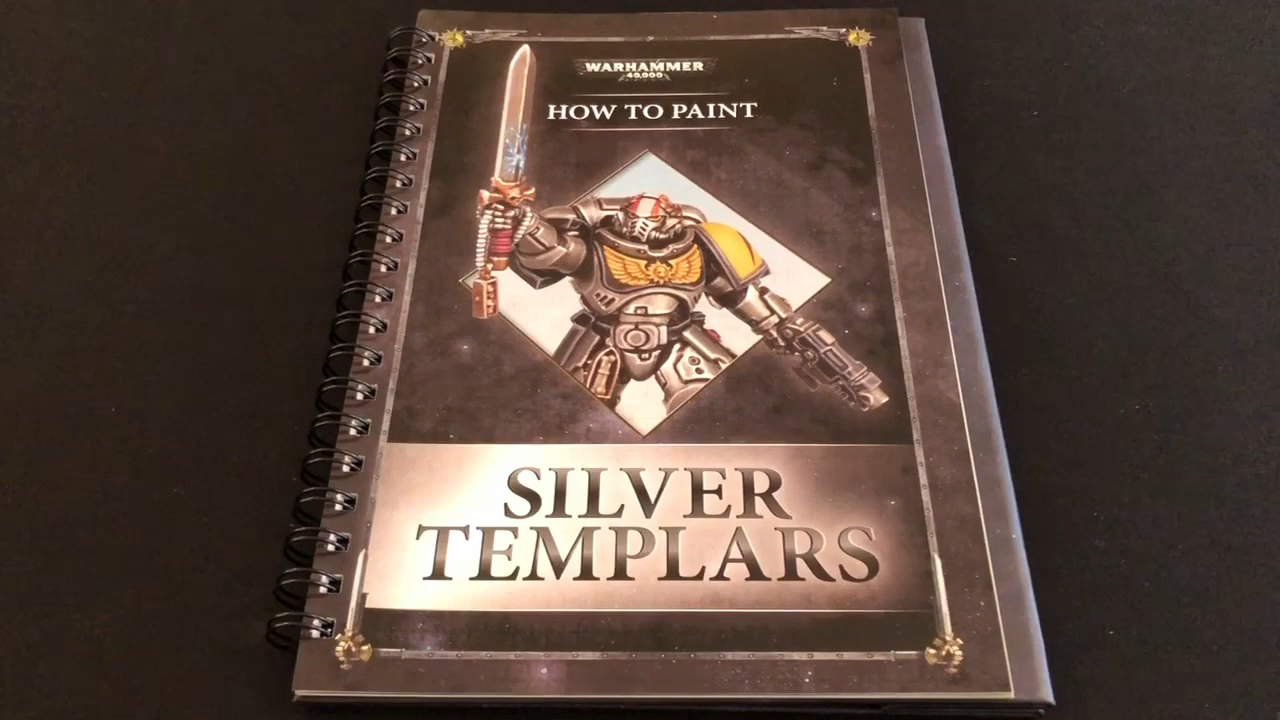 WARHAMMER
40,000
HOW TO PAINT
SILVER
TEMPLARS